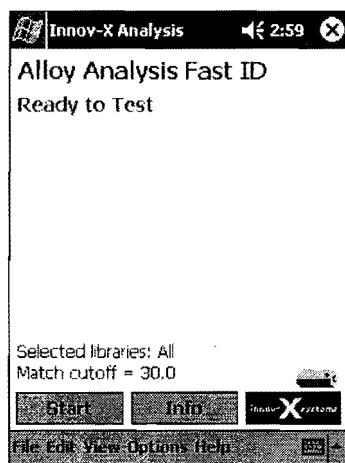 Innov-X Analysis 2:59
Alloy Analysis Fast ID
Ready to Test
Selected libraries: All
Match cutoff = 30.0
Start Info Innov-X systems
File Edit View Options Help